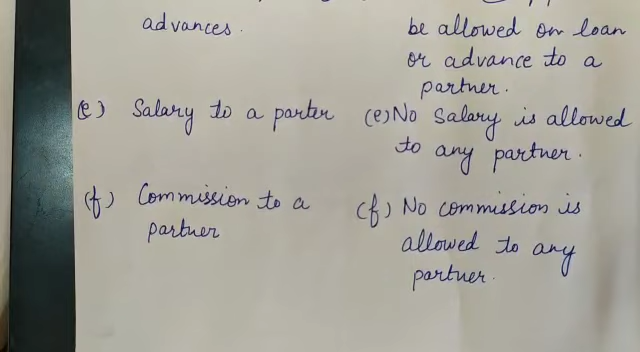 advances.
be allowed on loan
or advance to a
partner.
(e) Salary to a parter
(e) No Salary is allowed
to any partner.
(f) Commission to a
partner
(f) No commission is
allowed to any
partner.